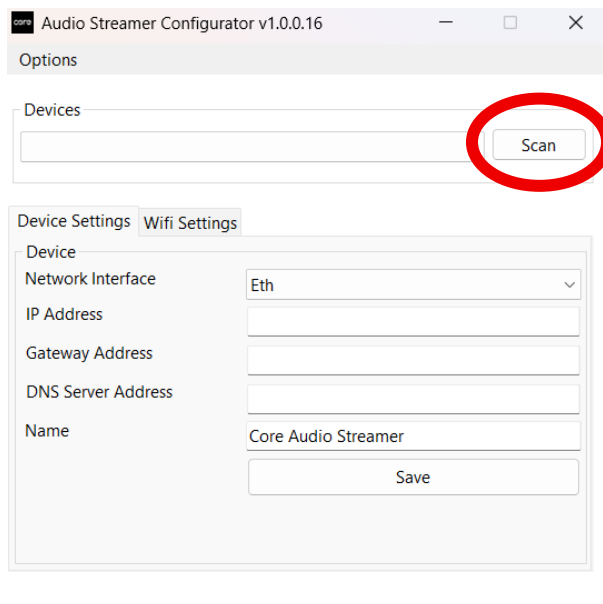 core Audio Streamer Configurator v1.0.0.16
Options
Devices
Scan
Device Settings Wifi Settings
Device
Network Interface Eth
IP Address
Gateway Address
DNS Server Address
Name Core Audio Streamer
Save